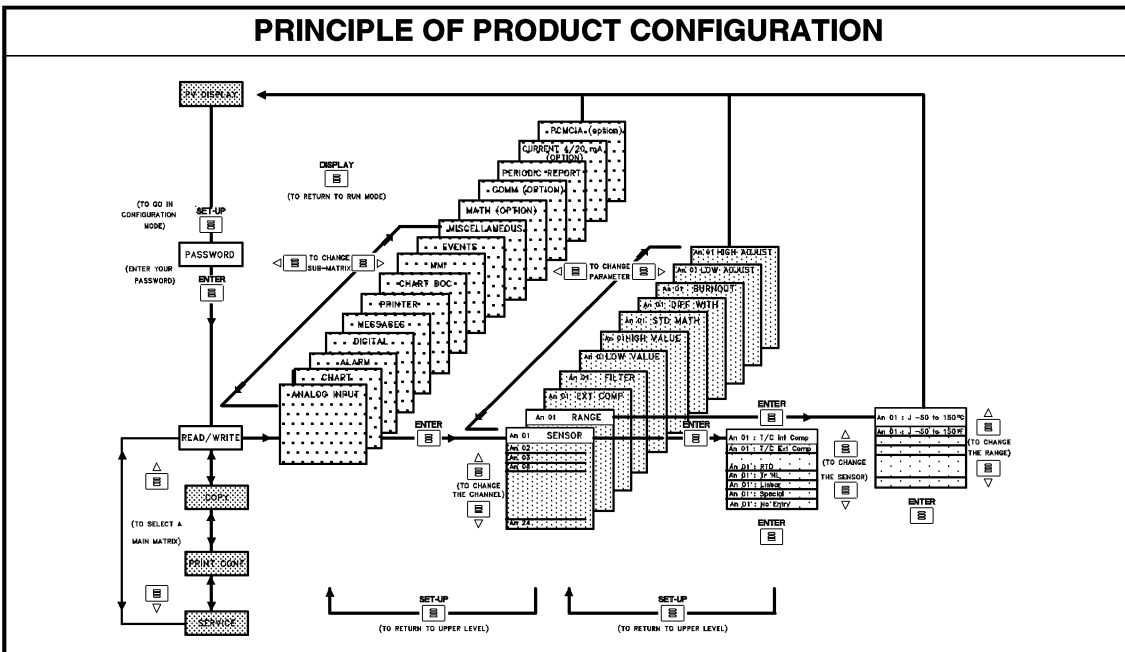 PRINCIPLE OF PRODUCT CONFIGURATION
PV DISPLAY
(TO GO IN
CONFIGURATION
MODE)
SET-UP
PASSWORD
(ENTER YOUR
PASSWORD)
ENTER
READ/WRITE
COPY
(TO SELECT A
MAIN MATRIX)
PRINT CONF
SERVICE
DISPLAY
(TO RETURN TO RUN MODE)
TO CHANGE
SUB-MATRIX
PCMCIA (option)
CURRENT 4/20 mA
(OPTION)
PERIODIC REPORT
COMM (OPTION)
MATH (OPTION)
MISCELLANEOUS
EVENTS
MMI
CHART DOC
PRINTER
MESSAGES
DIGITAL
ALARM
CHART
ANALOG INPUT
ENTER
TO CHANGE
PARAMETER
An 01 HIGH ADJUST
An 01 LOW ADJUST
An 01 BURNOUT
An 01 DIFF WITH
An 01 STD MATH
An 01 HIGH VALUE
An 01 LOW VALUE
An 01 FILTER
An 01 EXT COMP
An 01 RANGE
An 01 SENSOR
An 02
An 03
An 04
An 24
(TO CHANGE
THE CHANNEL)
ENTER
An 01 : T/C Int Comp
An 01 : T/C Ext Comp
An 01 : RTD
An 01 : Tr NL
An 01 : Linear
An 01 : Special
An 01 : No Entry
(TO CHANGE
THE SENSOR)
ENTER
ENTER
An 01 : J -50 to 150 ºC
An 01 : J -50 to 150ºF
(TO CHANGE
THE RANGE)
ENTER
SET-UP
(TO RETURN TO UPPER LEVEL)
SET-UP
(TO RETURN TO UPPER LEVEL)